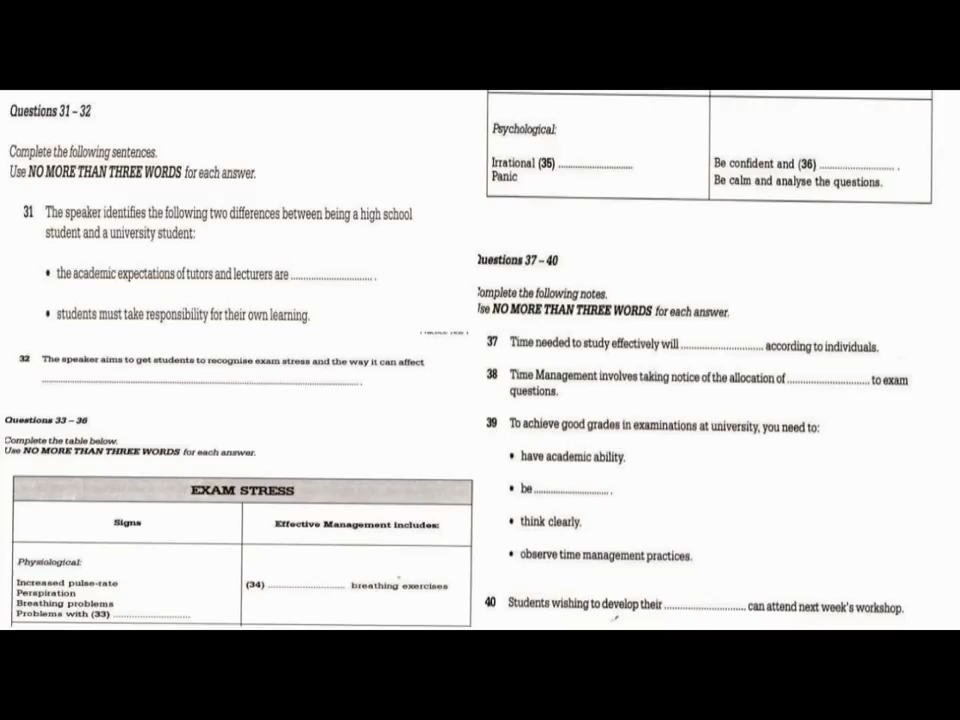 Questions 31 – 32
Complete the following sentences.
Use NO MORE THAN THREE WORDS for each answer.
31 The speaker identifies the following two differences between being a high school
student and a university student:
• the academic expectations of tutors and lecturers are .............................. .
• students must take responsibility for their own learning.
32 The speaker aims to get students to recognise exam stress and the way it can affect
.............................................................................................. .
Questions 33 – 36
Complete the table below.
Use NO MORE THAN THREE WORDS for each answer.
EXAM STRESS
Signs
Effective Management includes:
Physiological:
Increased pulse-rate
Perspiration
Breathing problems
Problems with (33) ......................
(34) ...................... breathing exercises
Psychological:
Irrational (35) ......................
Panic
Be confident and (36) ...................... .
Be calm and analyse the questions.
uestions 37 – 40
omplete the following notes.
se NO MORE THAN THREE WORDS for each answer.
37 Time needed to study effectively will .............................. according to individuals.
38 Time Management involves taking notice of the allocation of .............................. to exam
questions.
39 To achieve good grades in examinations at university, you need to:
• have academic ability.
• be .............................. .
• think clearly.
• observe time management practices.
40 Students wishing to develop their .............................. can attend next week's workshop.